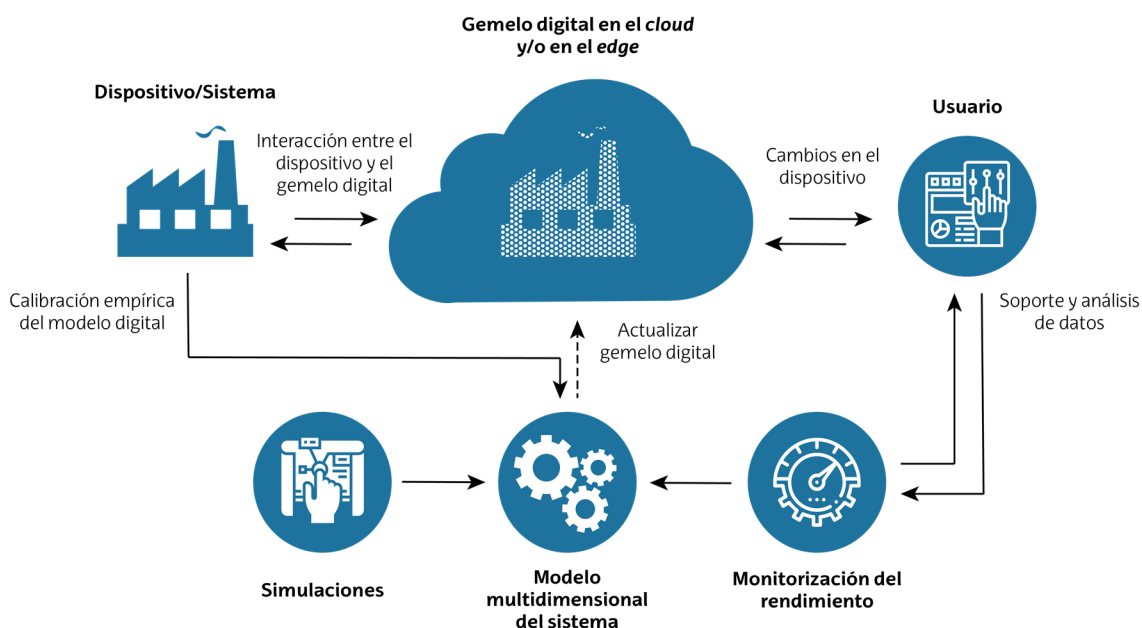 Gemelo digital en el cloud
y/o en el edge
Dispositivo/Sistema
Usuario
Interacción entre el
dispositivo y el
gemelo digital
Cambios en el
dispositivo
Calibración empírica
del modelo digital
Actualizar
gemelo digital
Soporte y análisis
de datos
Simulaciones
Modelo
multidimensional
del sistema
Monitorización del
rendimiento